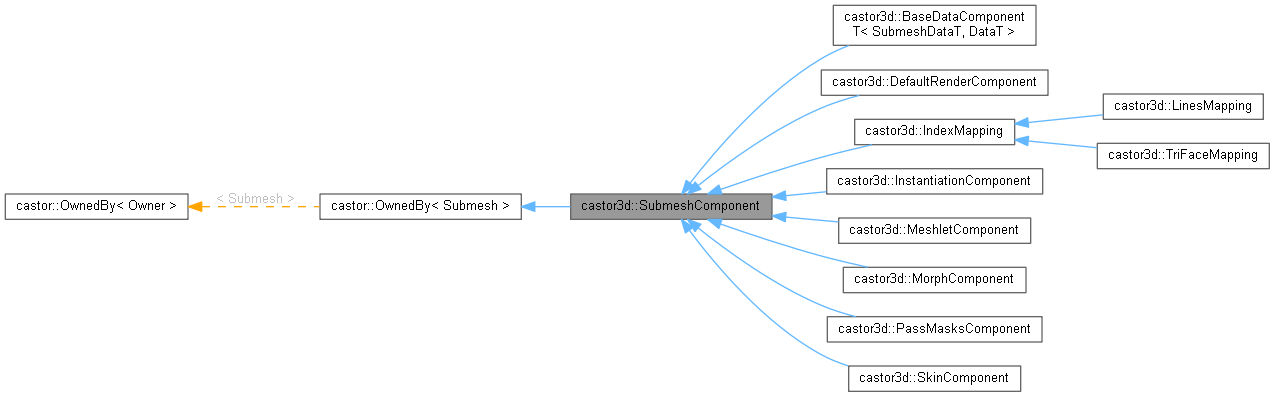 castor::OwnedBy< Owner >
< Submesh >
castor::OwnedBy< Submesh >
castor3d::SubmeshComponent
castor3d::BaseDataComponent
T< SubmeshDataT, DataT >
castor3d::DefaultRenderComponent
castor3d::IndexMapping
castor3d::LinesMapping
castor3d::TriFaceMapping
castor3d::InstantiationComponent
castor3d::MeshletComponent
castor3d::MorphComponent
castor3d::PassMasksComponent
castor3d::SkinComponent